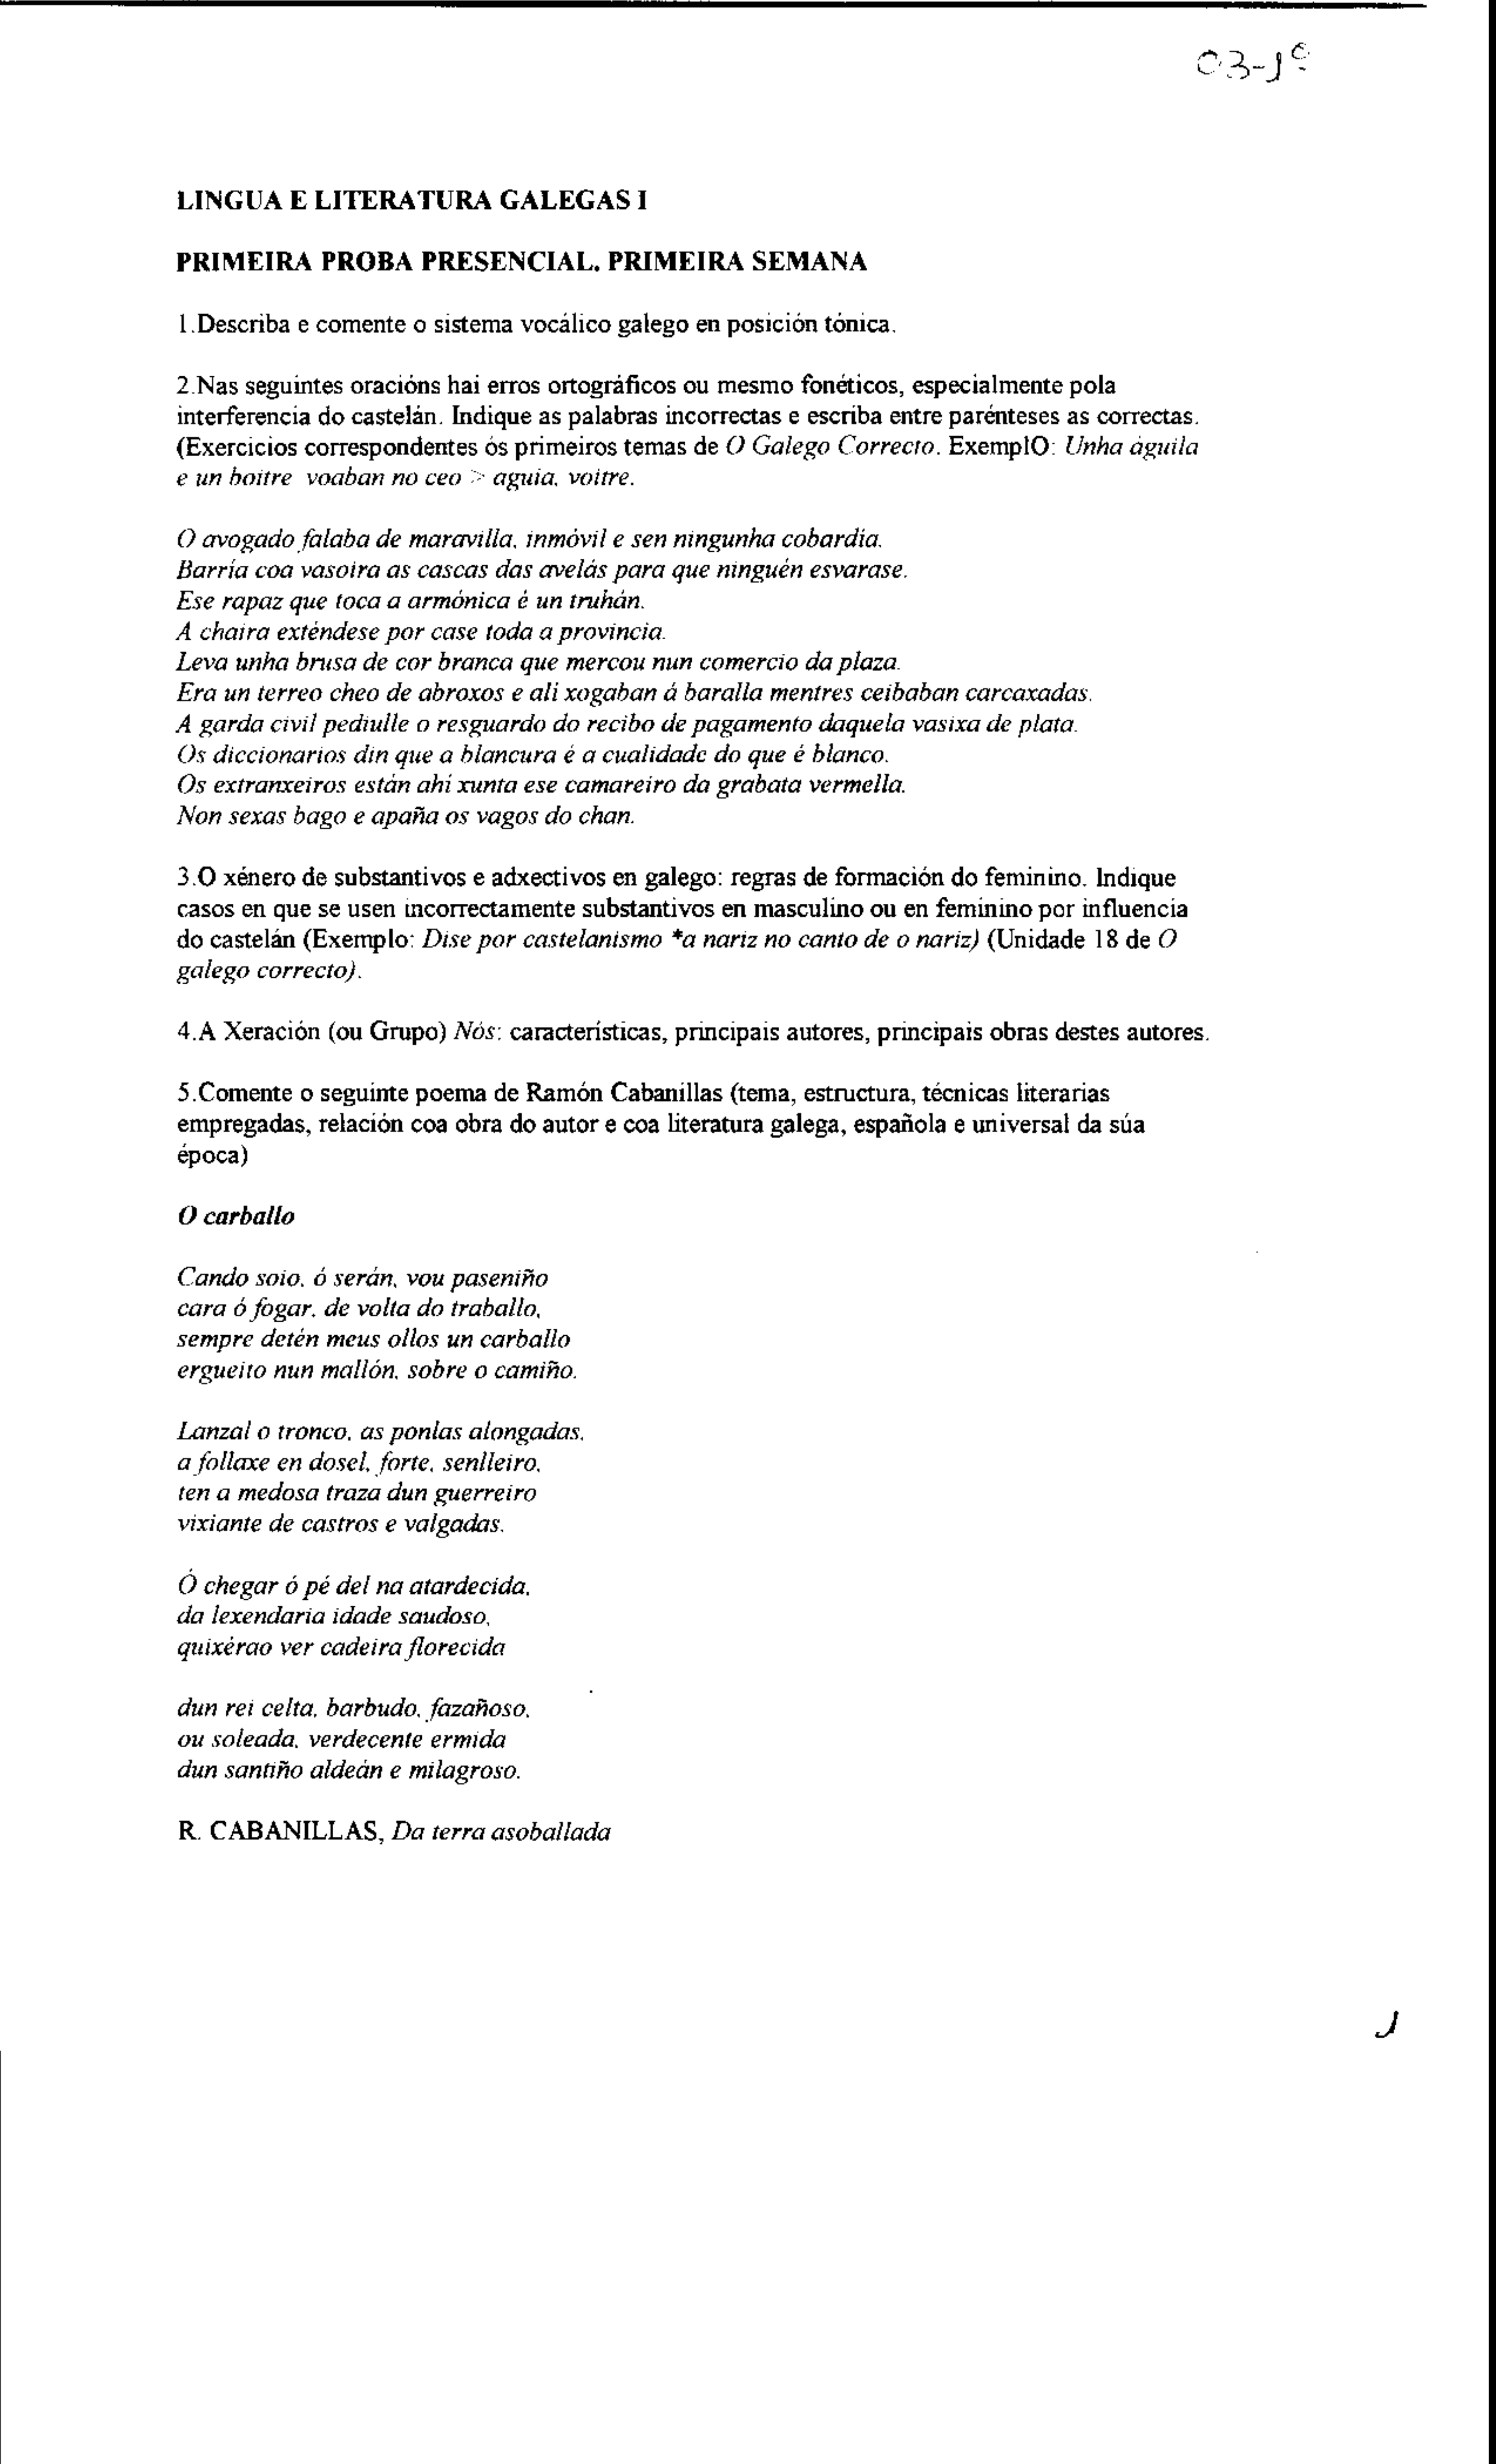 03-1º
LINGUA E LITERATURA GALEGAS I
PRIMEIRA PROBA PRESENCIAL. PRIMEIRA SEMANA
1.Describa e comente o sistema vocálico galego en posición tónica.
2.Nas seguintes oracións hai erros ortográficos ou mesmo fonéticos, especialmente pola
interferencia do castelán. Indique as palabras incorrectas e escriba entre parénteses as correctas.
(Exercicios correspondentes ós primeiros temas de O Galego Correcto. ExemplO: Unha águila
e un boitre voaban no ceo > aguia, voitre.
O avogado falaba de maravilla, inmóvil e sen ningunha cobardía.
Barría coa vasoira as cascas das avelás para que ninguén esvarase.
Ese rapaz que toca a armónica é un truhán.
A chaira exténdese por case toda a provincia.
Leva unha brusa de cor branca que mercou nun comercio da plaza.
Era un terreo cheo de abroxos e ali xogaban á baralla mentres ceibaban carcaxadas.
A garda civil pediulle o resguardo do recibo de pagamento daquela vasixa de plata.
Os diccionarios din que a blancura é a cualidade do que é blanco.
Os extranxeiros están ahí xunta ese camareiro da grabata vermella.
Non sexas bago e apaña os vagos do chan.
3.O xénero de substantivos e adxectivos en galego: regras de formación do feminino. Indique
casos en que se usen incorrectamente substantivos en masculino ou en feminino por influencia
do castelán (Exemplo: Dise por castelanismo *a nariz no canto de o nariz) (Unidade 18 de O
galego correcto).
4.A Xeración (ou Grupo) Nós: características, principais autores, principais obras destes autores.
5.Comente o seguinte poema de Ramón Cabanillas (tema, estructura, técnicas literarias
empregadas, relación coa obra do autor e coa literatura galega, española e universal da súa
época)
O carballo
Cando soio, ó serán, vou paseniño
cara ó fogar, de volta do traballo,
sempre detén meus ollos un carballo
ergueito nun mallón, sobre o camiño.
Lanzal o tronco, as ponlas alongadas,
a follaxe en dosel, forte, senlleiro,
ten a medosa traza dun guerreiro
vixiante de castros e valgadas.
Ó chegar ó pé del na atardecida,
da lexendaria idade saudoso,
quixérao ver cadeira florecida
dun rei celta, barbudo, fazañoso,
ou soleada, verdecente ermida
dun santiño aldeán e milagroso.
R. CABANILLAS, Da terra asoballada